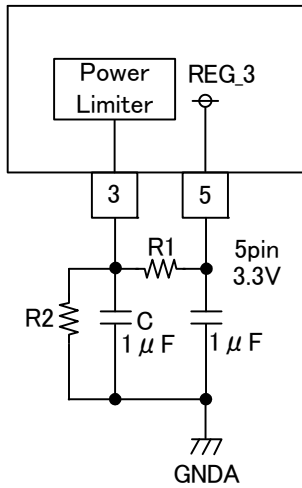 Power
Limiter
REG_3
3
5
R1
5pin
3.3V
R2
C
1μF
1μF
GNDA